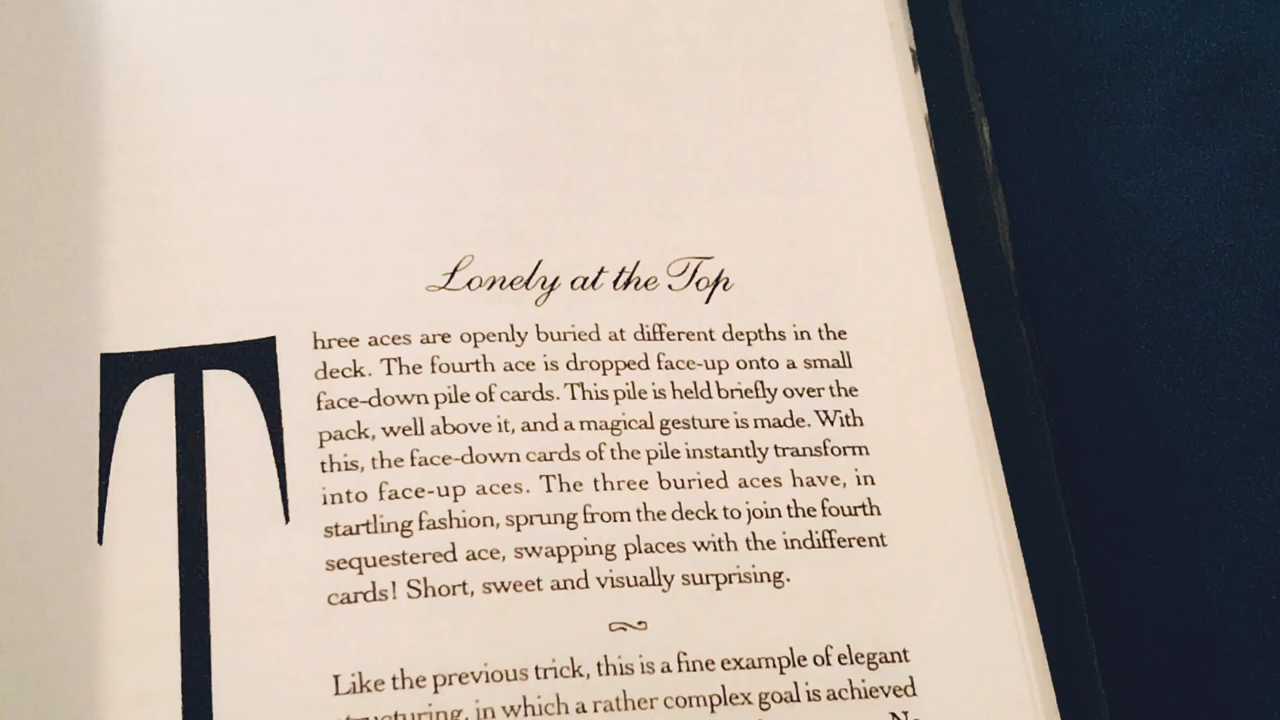 Lonely at the Top
Three aces are openly buried at different depths in the
deck. The fourth ace is dropped face-up onto a small
face-down pile of cards. This pile is held briefly over the
pack, well above it, and a magical gesture is made. With
this, the face-down cards of the pile instantly transform
into face-up aces. The three buried aces have, in
startling fashion, sprung from the deck to join the fourth
sequestered ace, swapping places with the indifferent
cards! Short, sweet and visually surprising.
Like the previous trick, this is a fine example of elegant
structuring, in which a rather complex goal is achieved